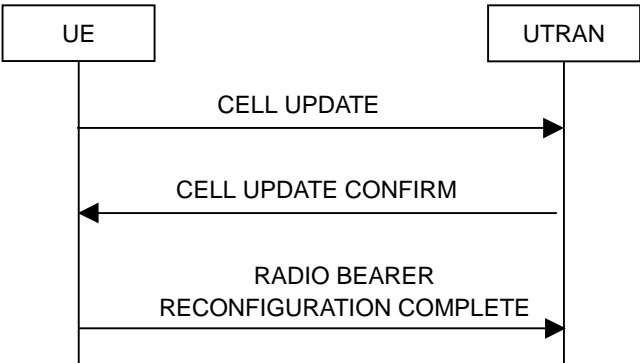 UE
UTRAN
CELL UPDATE
CELL UPDATE CONFIRM
RADIO BEARER
RECONFIGURATION COMPLETE